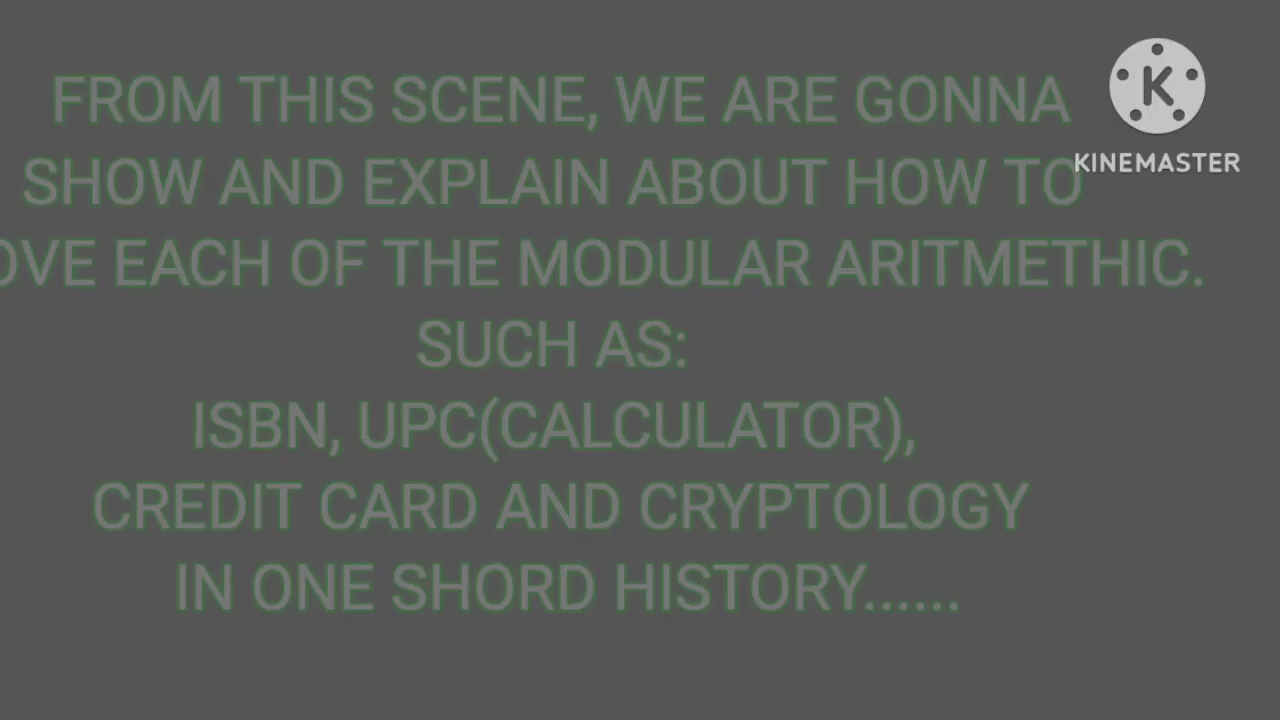 FROM THIS SCENE, WE ARE GONNA
SHOW AND EXPLAIN ABOUT HOW TO
EACH OF THE MODULAR ARITMETHIC.
SUCH AS:
ISBN, UPC(CALCULATOR),
CREDIT CARD AND CRYPTOLOGY
IN ONE SHORD HISTORY......
KINEMASTER